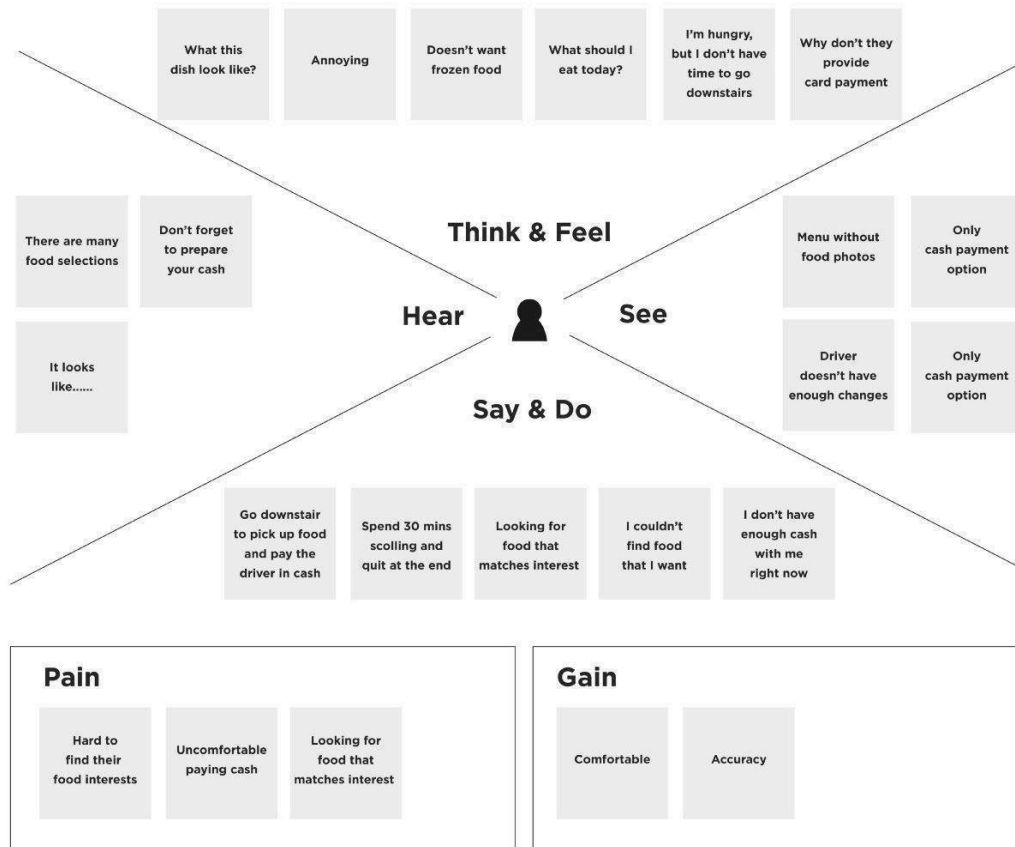 What this
dish look like?
Annoying
Doesn't want
frozen food
What should I
eat today?
I'm hungry,
but I don't have
time to go
downstairs
Why don't they
provide
card payment
Think & Feel
Hear
There are many
food selections
Don't forget
to prepare
your cash
It looks
like......
See
Menu without
food photos
Only
cash payment
option
Driver
doesn't have
enough changes
Only
cash payment
option
Say & Do
Go downstair
to pick up food
and pay the
driver in cash
Spend 30 mins
scolling and
quit at the end
Looking for
food that
matches interest
I couldn't
find food
that I want
I don't have
enough cash
with me
right now
Pain
Hard to
find their
food interests
Uncomfortable
paying cash
Looking for
food that
matches interest
Gain
Comfortable
Accuracy